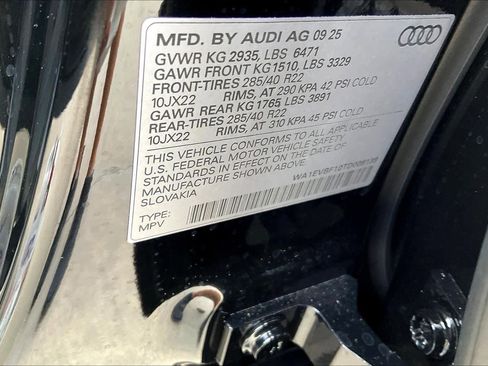 MFD. BY AUDI AG 09.25
GVWR KG 2935, LBS 6471
GAWR FRONT KG1510, LBS 3329
FRONT-TIRES 285/40 R22
10JX22 RIMS, AT 290 KPA 42 PSI COLD
GAWR REAR KG1765 LBS 3891
REAR-TIRES 285/40 R22
10JX22 RIMS, AT 310 KPA 45 PSI COLD
THIS VEHICLE CONFORMS TO ALL APPLICABLE
U.S. FEDERAL MOTOR VEHICLE SAFETY
STANDARDS IN EFFECT ON THE DATE OF
MANUFACTURE SHOWN ABOVE.
SLOVAKIA
TYPE:
MPV